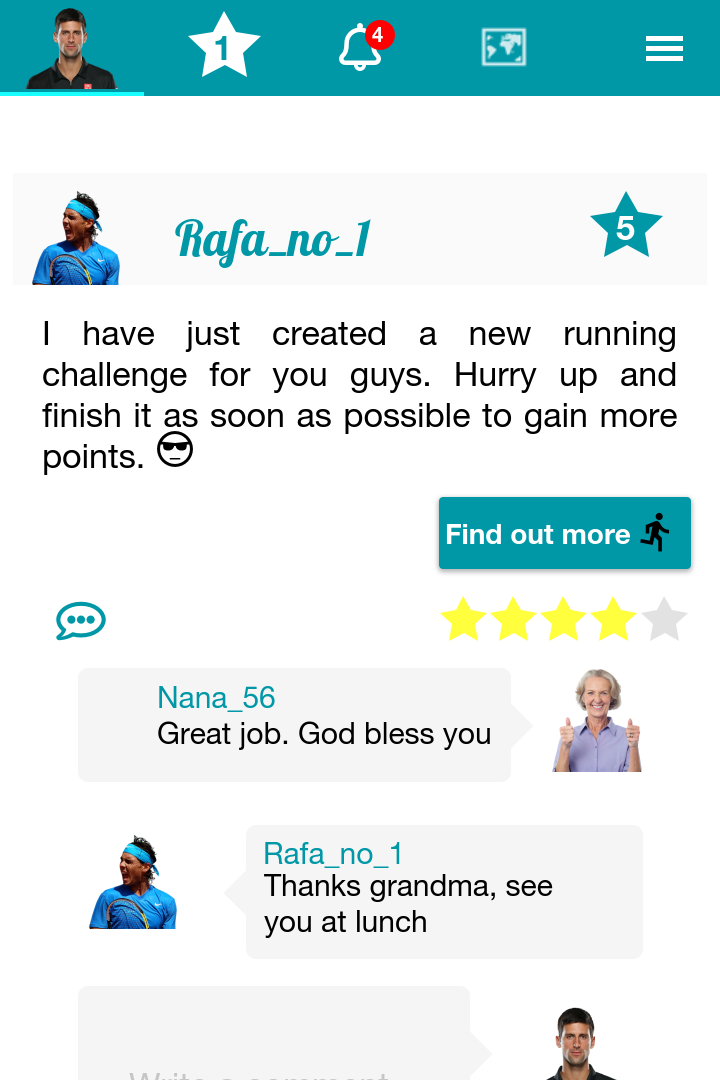 1
4
Rafa_no_1
5
I have just created a new running
challenge for you guys. Hurry up and
finish it as soon as possible to gain more
points.
Find out more
Nana_56
Great job. God bless you
Rafa_no_1
Thanks grandma, see
you at lunch
Write a comment